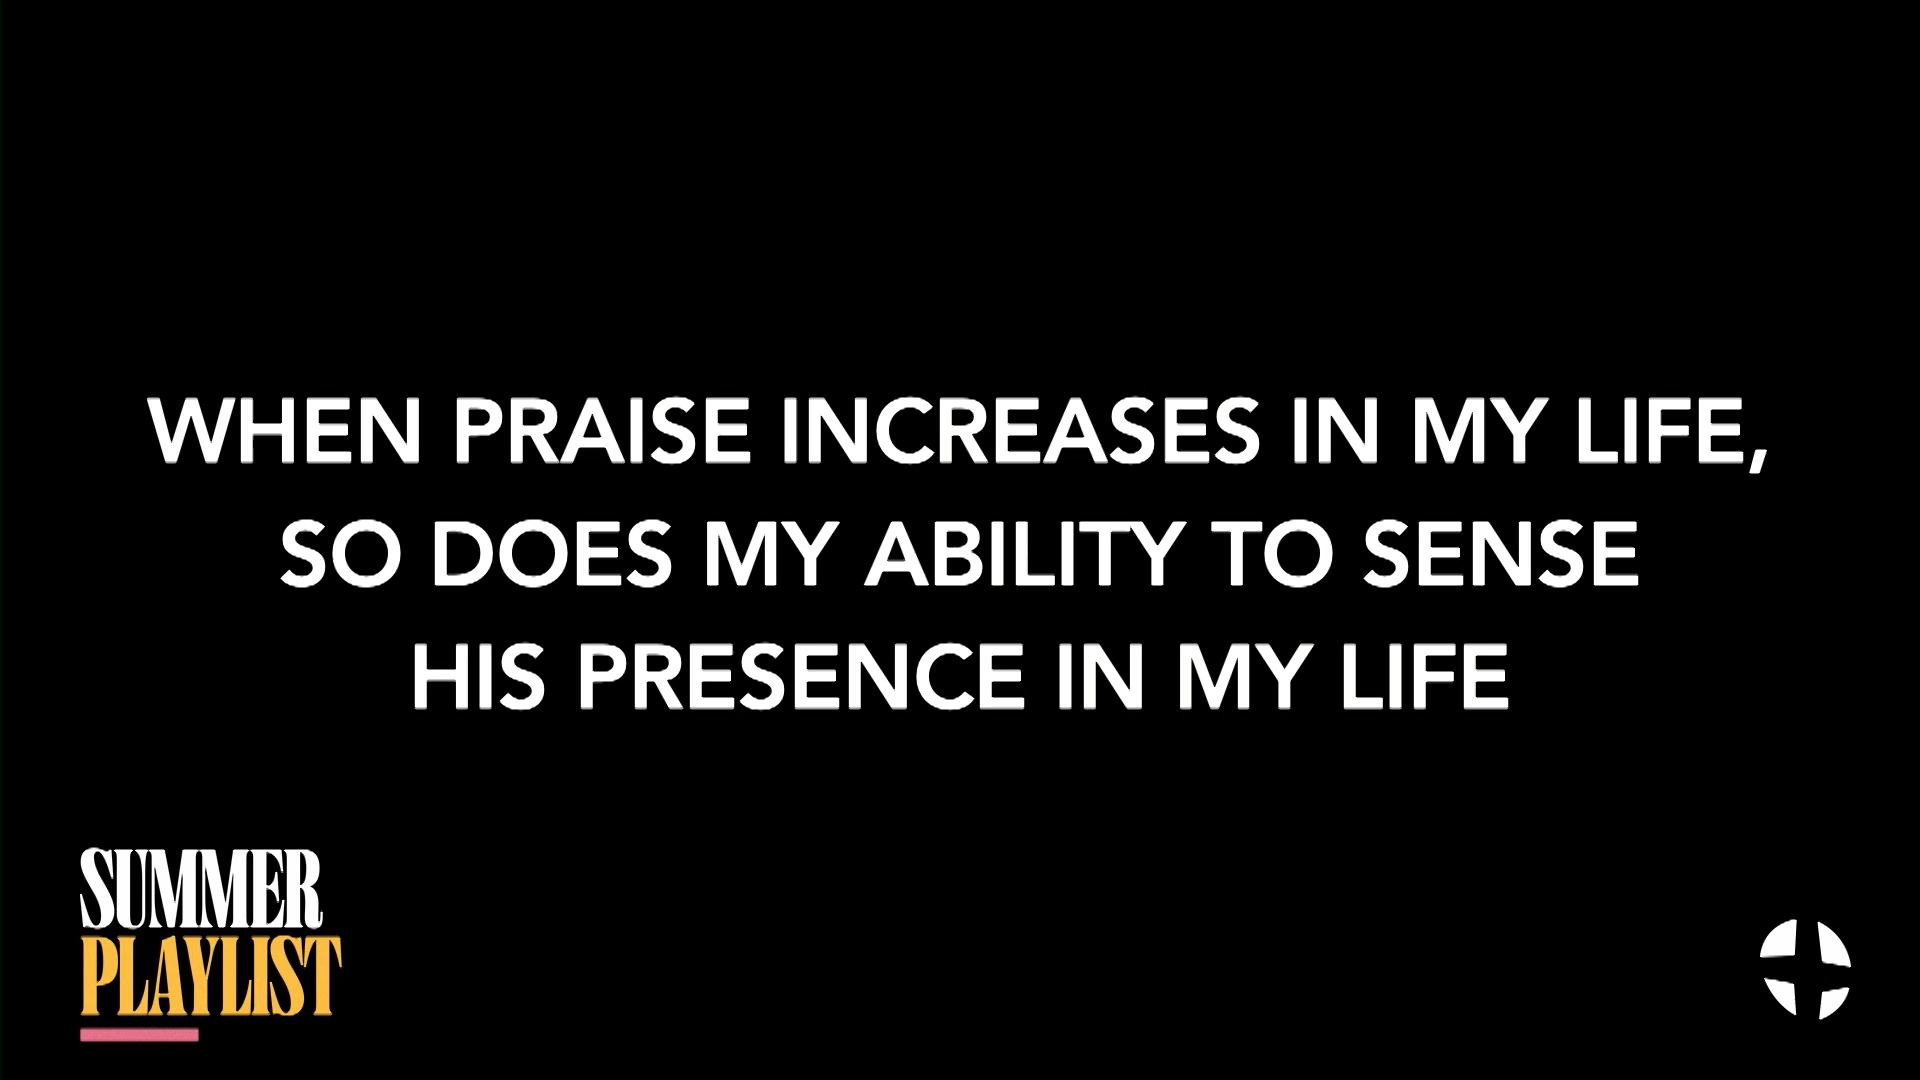 WHEN PRAISE INCREASES IN MY LIFE,
SO DOES MY ABILITY TO SENSE
HIS PRESENCE IN MY LIFE
SUMMER
PLAYLIST